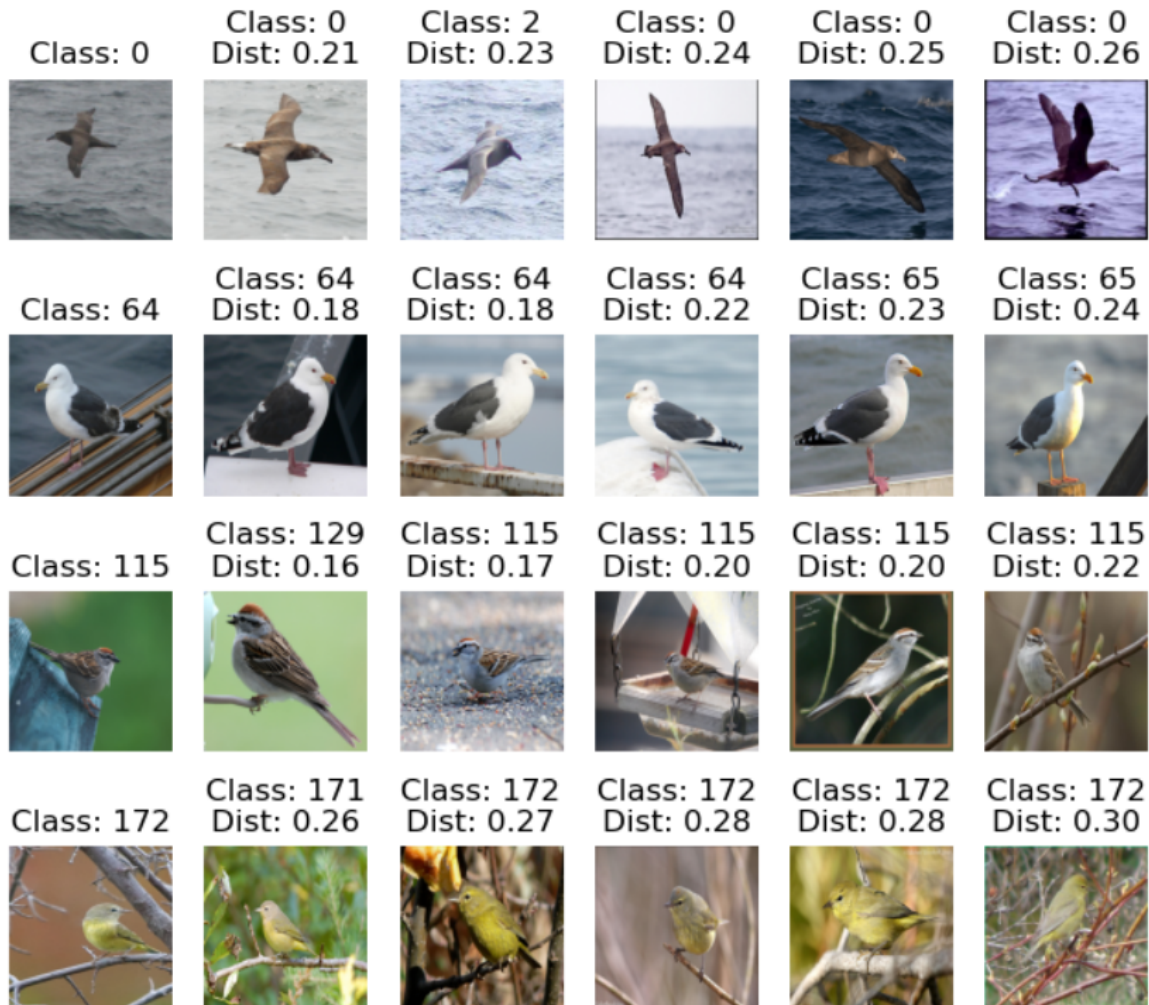 Class: 0
Class: 0
Dist: 0.21
Class: 2
Dist: 0.23
Class: 0
Dist: 0.24
Class: 0
Dist: 0.25
Class: 0
Dist: 0.26
Class: 64
Class: 64
Dist: 0.18
Class: 64
Dist: 0.18
Class: 64
Dist: 0.22
Class: 65
Dist: 0.23
Class: 65
Dist: 0.24
Class: 115
Class: 129
Dist: 0.16
Class: 115
Dist: 0.17
Class: 115
Dist: 0.20
Class: 115
Dist: 0.20
Class: 115
Dist: 0.22
Class: 172
Class: 171
Dist: 0.26
Class: 172
Dist: 0.27
Class: 172
Dist: 0.28
Class: 172
Dist: 0.28
Class: 172
Dist: 0.30